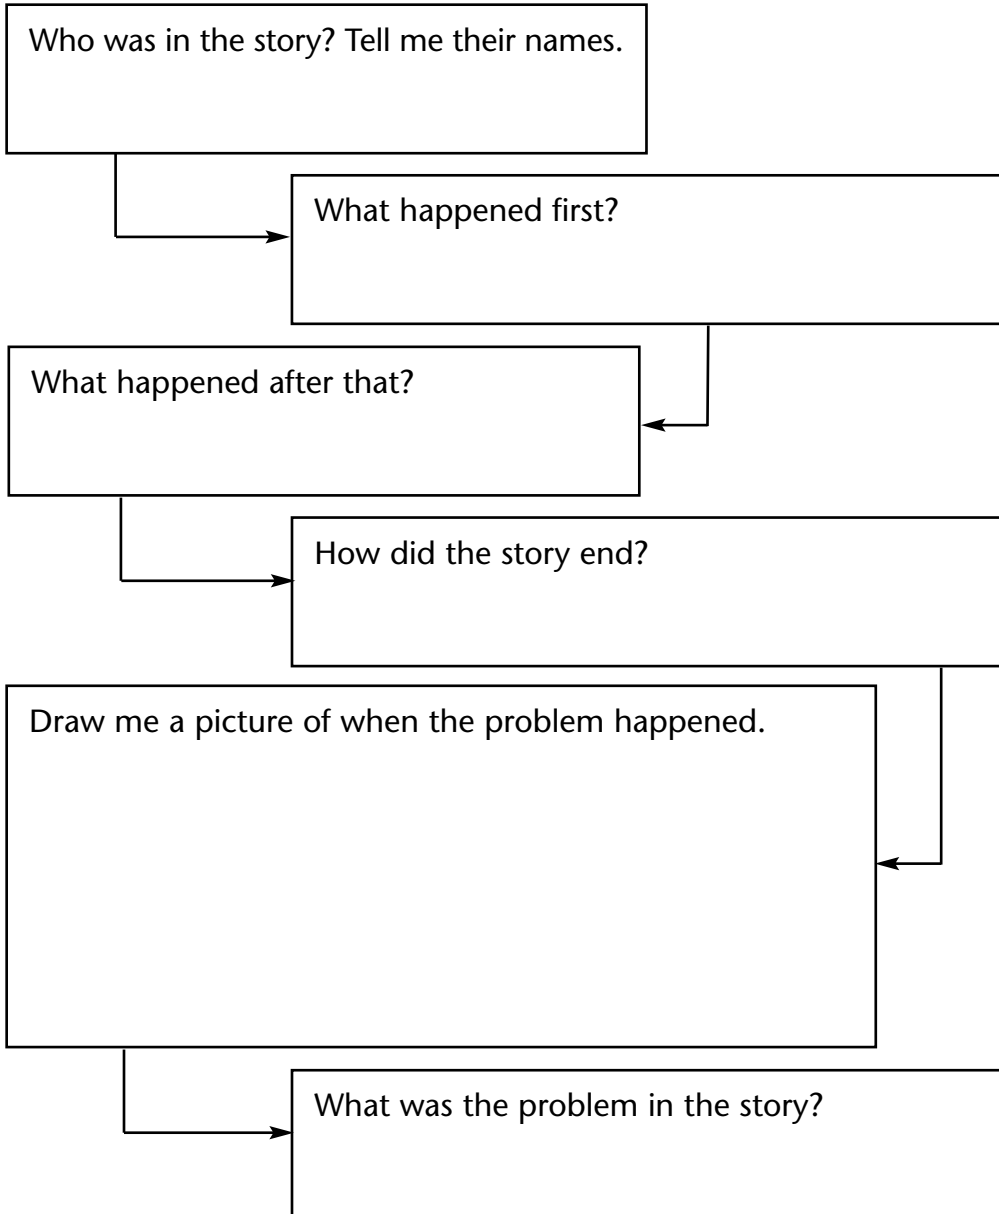 Who was in the story? Tell me their names.
What happened first?
What happened after that?
How did the story end?
Draw me a picture of when the problem happened.
What was the problem in the story?